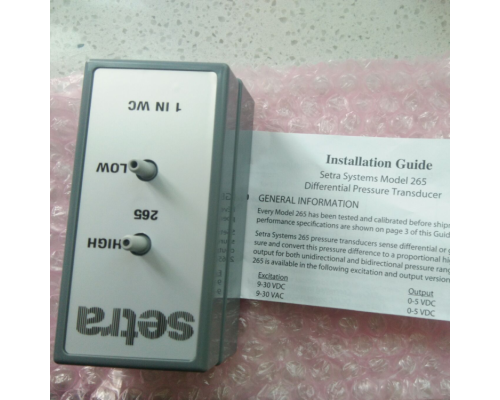 setra
HIGH
265
LOW
1 IN WC
Installation Guide
Setra Systems Model 265
Differential Pressure Transducer
GENERAL INFORMATION
Every Model 265 has been tested and calibrated before ship
performance specifications are shown on page 3 of this Guid
Setra Systems 265 pressure transducers sense differential or g
sure and convert this pressure difference to a proportional hig
output for both unidirectional and bidirectional pressure rang
265 is available in the following excitation and output version
Excitation Output
9-30 VDC 0-5 VDC
9-30 VAC 0-5 VDC